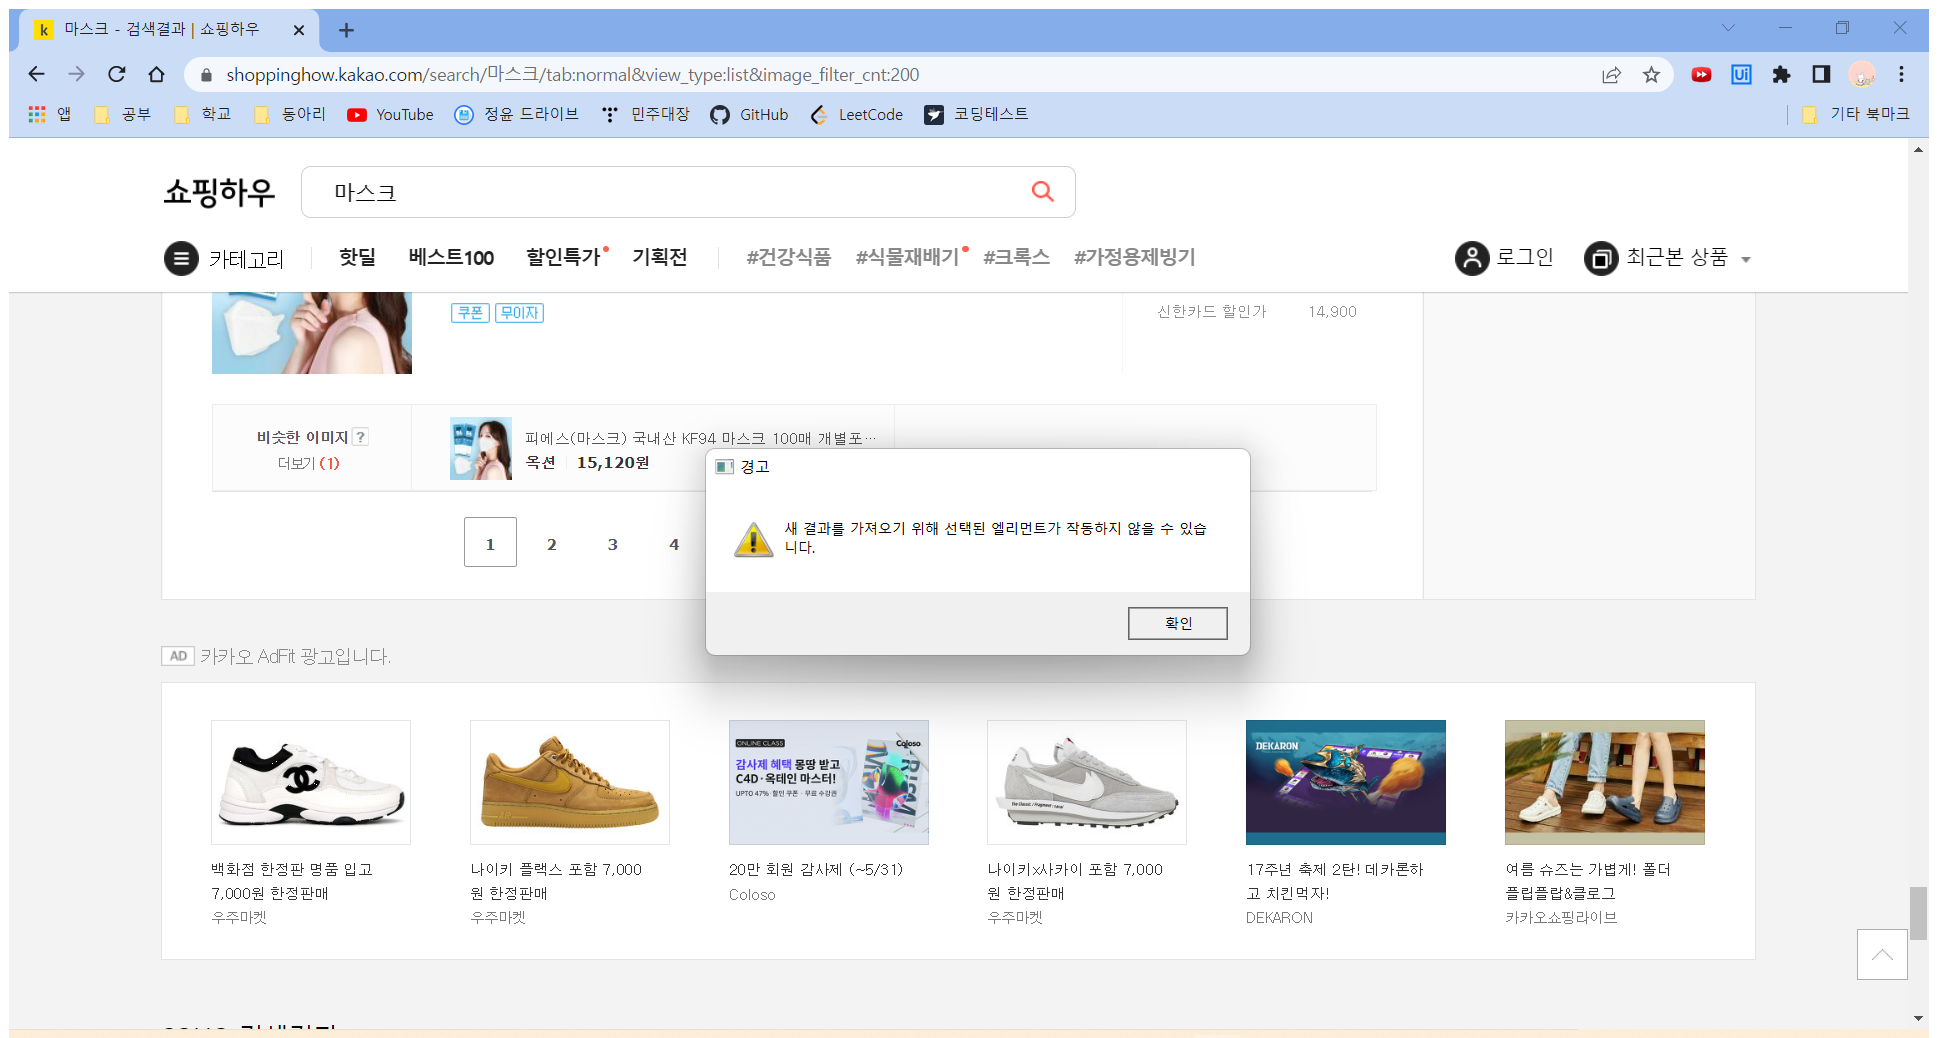 마스크 - 검색결과 | 쇼핑하우
shoppinghow.kakao.com/search/마스크/tab:normal&view_type:list&image_filter_cnt:200
앱 공부 학교 동아리 YouTube 정윤 드라이브 민주대장 GitHub LeetCode 코딩테스트 기타 북마크
쇼핑하우 마스크
카테고리 핫딜 베스트100 할인특가 기획전 #건강식품 #식물재배기 #크록스 #가정용제빙기 로그인 최근본 상품
쿠폰 무이자 신한카드 할인가 14,900
비슷한 이미지 ?
더보기 (1)
피에스(마스크) 국내산 KF94 마스크 100매 개별포…
옥션 15,120원
경고
새 결과를 가져오기 위해 선택된 엘리먼트가 작동하지 않을 수 있습
니다.
확인
1 2 3 4
AD 카카오 AdFit 광고입니다.
ONLINE CLASS
Coloso
감사제 혜택 몽땅 받고
C4D·옥테인 마스터!
UPTO 47%·할인 쿠폰·무료 수강권
DEKARON
백화점 한정판 명품 입고
7,000원 한정판매
우주마켓
나이키 플랙스 포함 7,000
원 한정판매
우주마켓
20만 회원 감사제 (~5/31)
Coloso
나이키x사카이 포함 7,000
원 한정판매
우주마켓
17주년 축제 2탄! 데카론하
고 치킨먹자!
DEKARON
여름 슈즈는 가볍게! 폴더
플립플랍&클로그
카카오쇼핑라이브